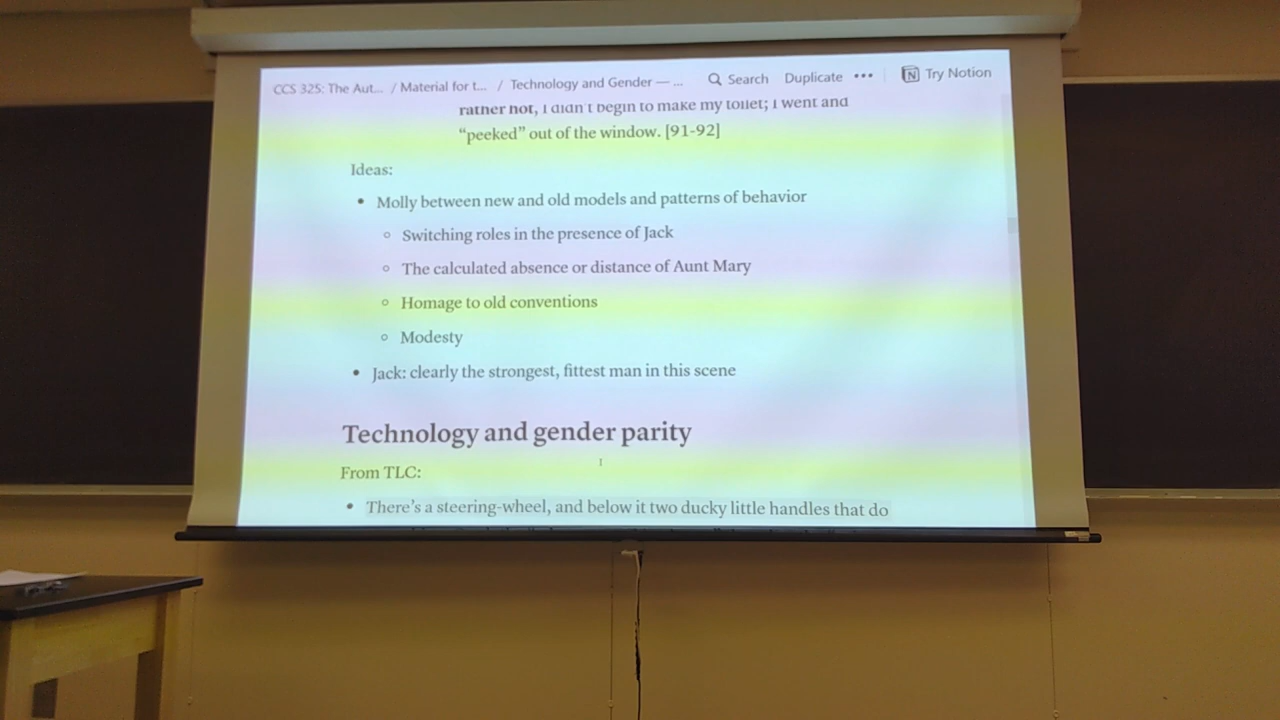 CCS 325: The Aut... / Material for t... / Technology and Gender — ... Search Duplicate ••• Try Notion
rather not, I didn't begin to make my toilet; I went and
“peeked” out of the window. [91-92]
Ideas:
• Molly between new and old models and patterns of behavior
◦ Switching roles in the presence of Jack
◦ The calculated absence or distance of Aunt Mary
◦ Homage to old conventions
◦ Modesty
• Jack: clearly the strongest, fittest man in this scene
Technology and gender parity
From TLC:
• There’s a steering-wheel, and below it two ducky little handles that do